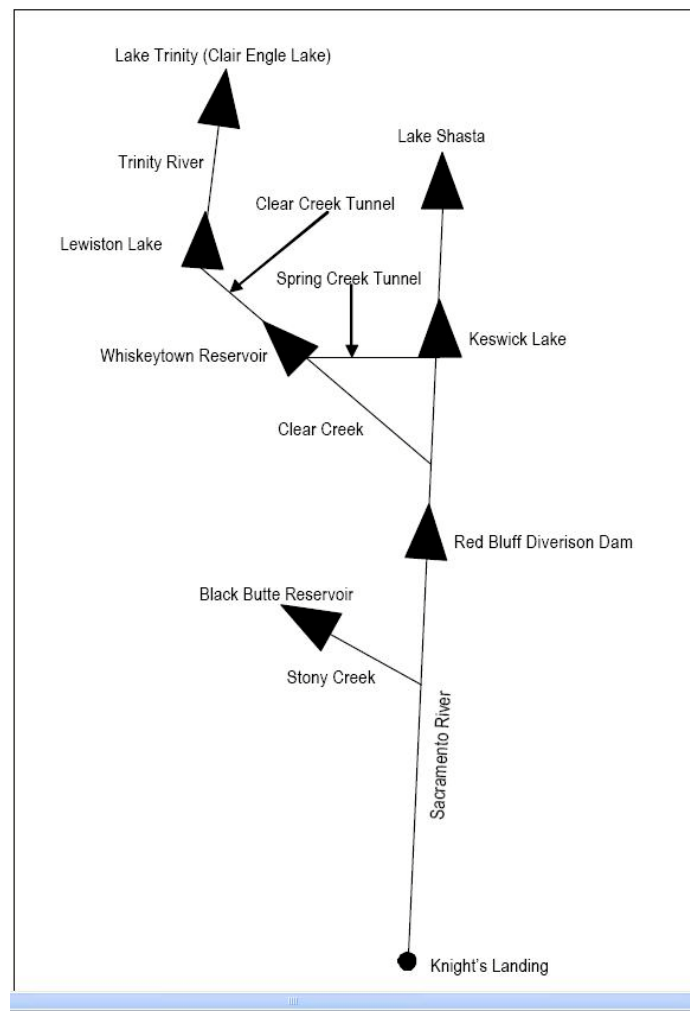 Lake Trinity (Clair Engle Lake)
Lake Shasta
Trinity River
Clear Creek Tunnel
Lewiston Lake
Spring Creek Tunnel
Keswick Lake
Whiskeytown Reservoir
Clear Creek
Red Bluff Diverison Dam
Black Butte Reservoir
Stony Creek
Sacramento River
Knight's Landing